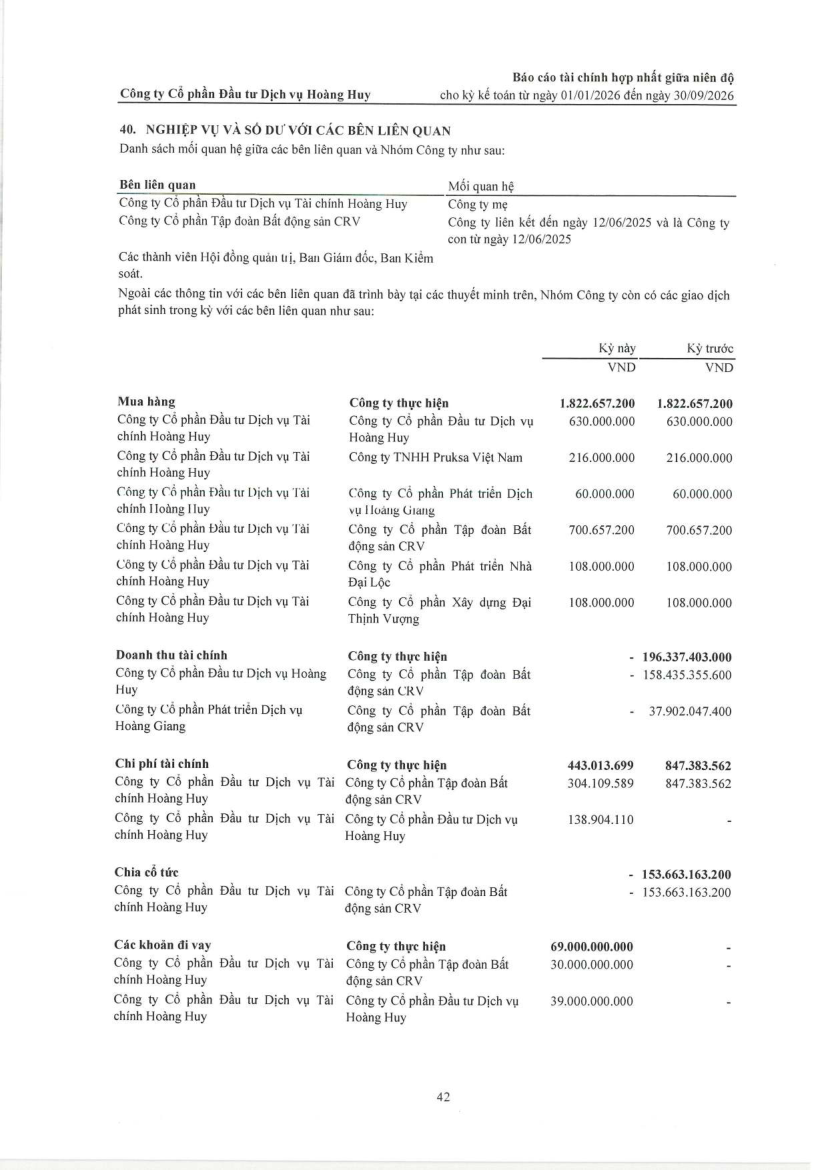 Báo cáo tài chính hợp nhất giữa niên độ
Công ty Cổ phần Đầu tư Dịch vụ Hoàng Huy cho kỳ kế toán từ ngày 01/01/2026 đến ngày 30/09/2026
40. NGHIỆP VỤ VÀ SỐ DƯ VỚI CÁC BÊN LIÊN QUAN
Danh sách mối quan hệ giữa các bên liên quan và Nhóm Công ty như sau:
Bên liên quan Mối quan hệ
Công ty Cổ phần Đầu tư Dịch vụ Tài chính Hoàng Huy Công ty mẹ
Công ty Cổ phần Tập đoàn Bất động sản CRV Công ty liên kết đến ngày 12/06/2025 và là Công ty
con từ ngày 12/06/2025
Các thành viên Hội đồng quản trị, Ban Giám đốc, Ban Kiểm
soát.
Ngoài các thông tin với các bên liên quan đã trình bày tại các thuyết minh trên, Nhóm Công ty còn có các giao dịch
phát sinh trong kỳ với các bên liên quan như sau:
Kỳ này Kỳ trước
VND VND
Mua hàng Công ty thực hiện 1.822.657.200 1.822.657.200
Công ty Cổ phần Đầu tư Dịch vụ Tài Công ty Cổ phần Đầu tư Dịch vụ 630.000.000 630.000.000
chính Hoàng Huy Hoàng Huy
Công ty Cổ phần Đầu tư Dịch vụ Tài Công ty TNHH Pruksa Việt Nam 216.000.000 216.000.000
chính Hoàng Huy
Công ty Cổ phần Đầu tư Dịch vụ Tài Công ty Cổ phần Phát triển Dịch 60.000.000 60.000.000
chính Hoàng Huy vụ Hoàng Giang
Công ty Cổ phần Đầu tư Dịch vụ Tài Công ty Cổ phần Tập đoàn Bất 700.657.200 700.657.200
chính Hoàng Huy động sản CRV
Công ty Cổ phần Đầu tư Dịch vụ Tài Công ty Cổ phần Phát triển Nhà 108.000.000 108.000.000
chính Hoàng Huy Đại Lộc
Công ty Cổ phần Đầu tư Dịch vụ Tài Công ty Cổ phần Xây dựng Đại 108.000.000 108.000.000
chính Hoàng Huy Thịnh Vượng
Doanh thu tài chính Công ty thực hiện - 196.337.403.000
Công ty Cổ phần Đầu tư Dịch vụ Hoàng Công ty Cổ phần Tập đoàn Bất - 158.435.355.600
Huy động sản CRV
Công ty Cổ phần Phát triển Dịch vụ Công ty Cổ phần Tập đoàn Bất - 37.902.047.400
Hoàng Giang động sản CRV
Chi phí tài chính Công ty thực hiện 443.013.699 847.383.562
Công ty Cổ phần Đầu tư Dịch vụ Tài Công ty Cổ phần Tập đoàn Bất 304.109.589 847.383.562
chính Hoàng Huy động sản CRV
Công ty Cổ phần Đầu tư Dịch vụ Tài Công ty Cổ phần Đầu tư Dịch vụ 138.904.110 -
chính Hoàng Huy Hoàng Huy
Chia cổ tức - 153.663.163.200
Công ty Cổ phần Đầu tư Dịch vụ Tài Công ty Cổ phần Tập đoàn Bất - 153.663.163.200
chính Hoàng Huy động sản CRV
Các khoản đi vay Công ty thực hiện 69.000.000.000 -
Công ty Cổ phần Đầu tư Dịch vụ Tài Công ty Cổ phần Tập đoàn Bất 30.000.000.000 -
chính Hoàng Huy động sản CRV
Công ty Cổ phần Đầu tư Dịch vụ Tài Công ty Cổ phần Đầu tư Dịch vụ 39.000.000.000 -
chính Hoàng Huy Hoàng Huy
42